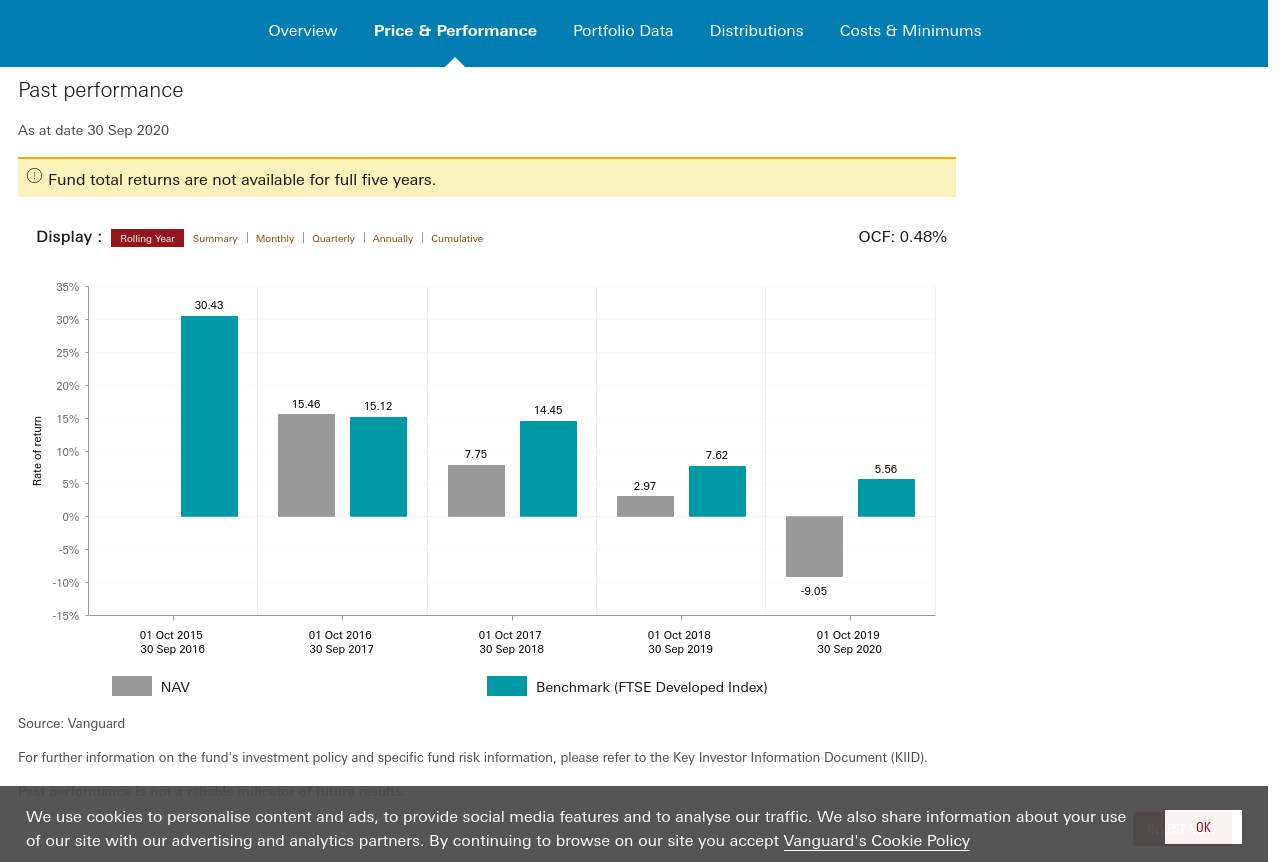 Overview Price & Performance Portfolio Data Distributions Costs & Minimums
Past performance
As at date 30 Sep 2020
Fund total returns are not available for full five years.
Display : Rolling Year Summary Monthly Quarterly Annually Cumulative OCF: 0.48%
35%
30%
25%
20%
15%
10%
5%
0%
-5%
-10%
-15%
Rate of return
30.43
15.46
15.12
7.75
14.45
2.97
7.62
-9.05
5.56
01 Oct 2015
30 Sep 2016
01 Oct 2016
30 Sep 2017
01 Oct 2017
30 Sep 2018
01 Oct 2018
30 Sep 2019
01 Oct 2019
30 Sep 2020
NAV Benchmark (FTSE Developed Index)
Source: Vanguard
For further information on the fund's investment policy and specific fund risk information, please refer to the Key Investor Information Document (KIID).
Past performance is not a reliable indicator of future results.
We use cookies to personalise content and ads, to provide social media features and to analyse our traffic. We also share information about your use
of our site with our advertising and analytics partners. By continuing to browse on our site you accept Vanguard's Cookie Policy
OK